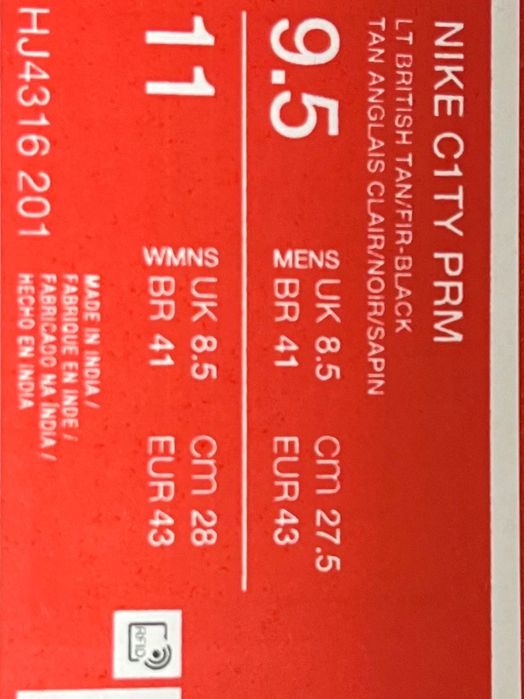 NIKE C1TY PRM
LT BRITISH TAN/FIR-BLACK
TAN ANGLAIS CLAIR/NOIR/SAPIN
9.5
MENS UK 8.5 cm 27.5
BR 41 EUR 43
11
WMNS UK 8.5 cm 28
BR 41 EUR 43
HJ4316 201
MADE IN INDIA /
FABRIQUE EN INDE /
FABRICADO NA ÍNDIA /
HECHO EN INDIA
RFID